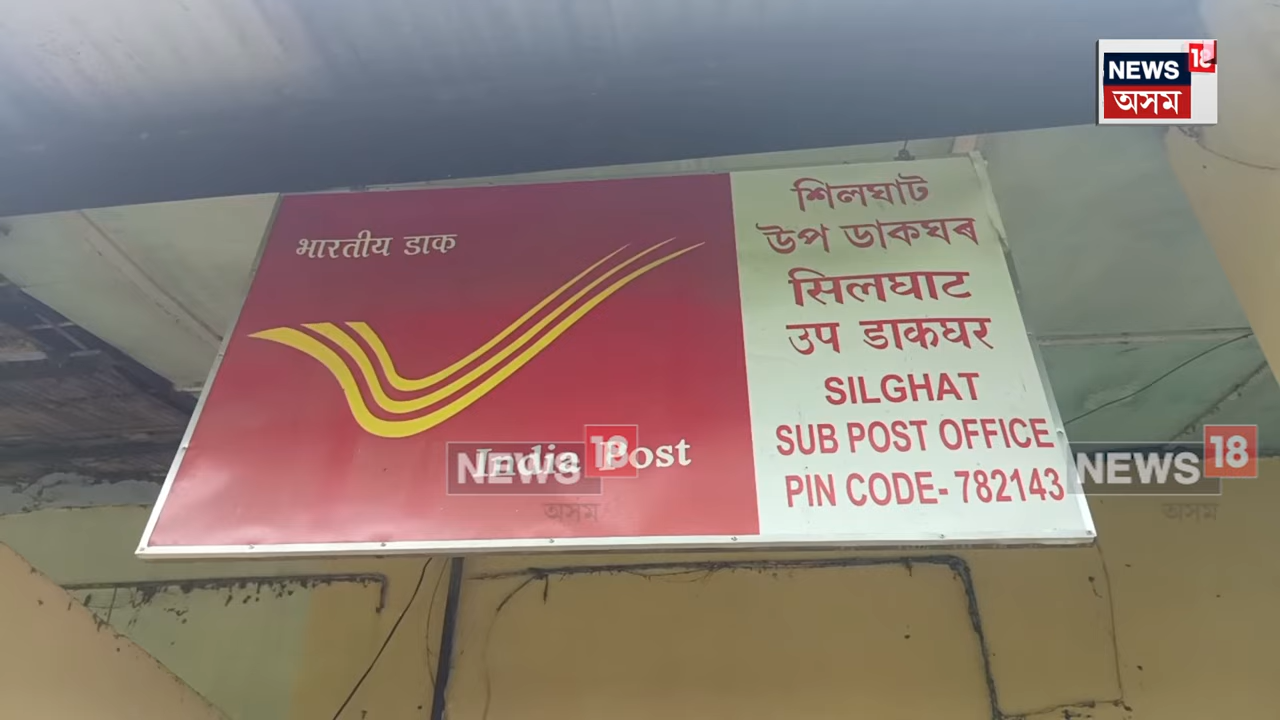 NEWS 18
অসম
भारतीय डाक
India Post
শিলঘাট
উপ ডাকঘৰ
सिलघाट
उप डाकघर
SILGHAT
SUB POST OFFICE
PIN CODE- 782143
NEWS 18
অসম
NEWS 18
অসম